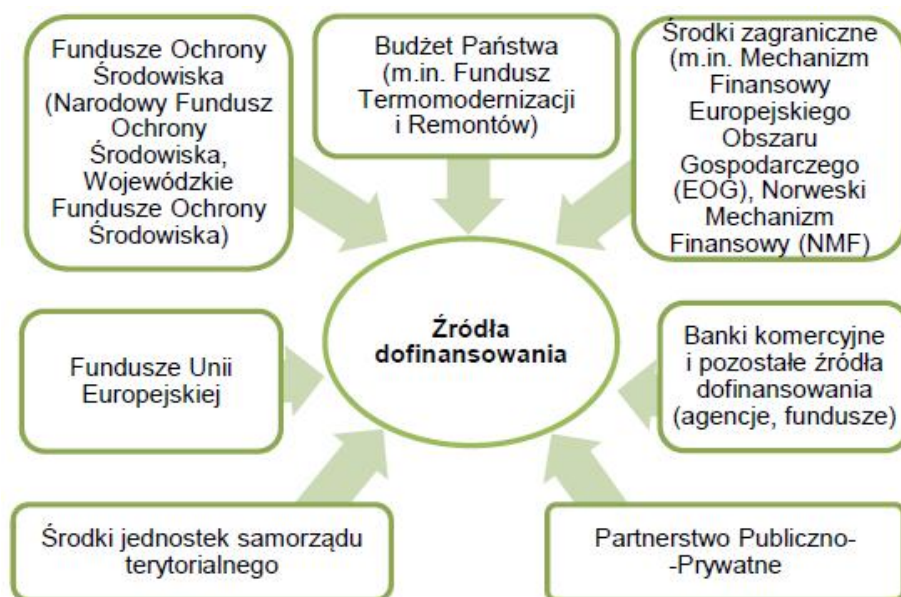 Fundusze Ochrony
Środowiska
(Narodowy Fundusz
Ochrony
Środowiska,
Wojewódzkie
Fundusze Ochrony
Środowiska)
Budżet Państwa
(m.in. Fundusz
Termomodernizacji
i Remontów)
Środki zagraniczne
(m.in. Mechanizm
Finansowy
Europejskiego
Obszaru
Gospodarczego
(EOG), Norweski
Mechanizm
Finansowy (NMF)
Fundusze Unii
Europejskiej
Źródła
dofinansowania
Banki komercyjne
i pozostałe źródła
dofinansowania
(agencje, fundusze)
Środki jednostek samorządu
terytorialnego
Partnerstwo Publiczno-
-Prywatne